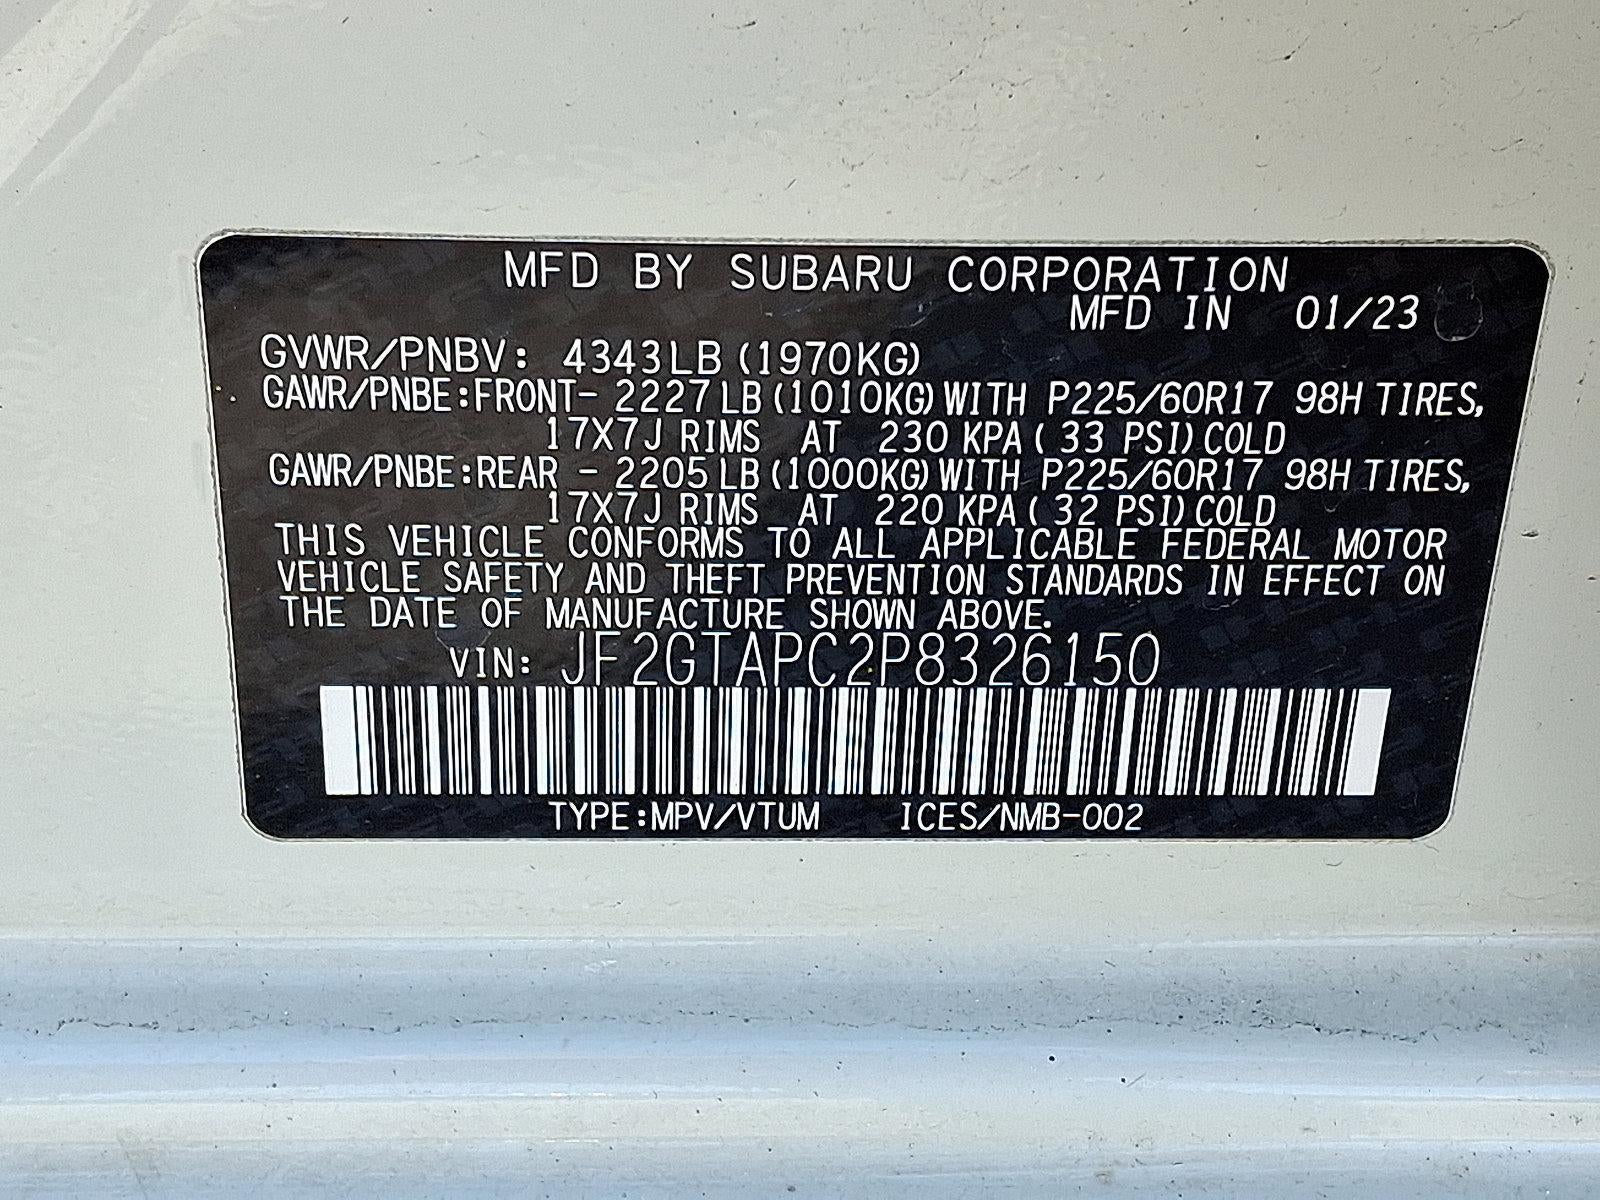 MFD BY SUBARU CORPORATION
MFD IN 01/23
GVWR/PNBV: 4343LB (1970KG)
GAWR/PNBE:FRONT- 2227LB (1010KG) WITH P225/60R17 98H TIRES,
17X7J RIMS AT 230 KPA ( 33 PSI) COLD
GAWR/PNBE:REAR - 2205LB (1000KG) WITH P225/60R17 98H TIRES,
17X7J RIMS AT 220 KPA ( 32 PSI) COLD
THIS VEHICLE CONFORMS TO ALL APPLICABLE FEDERAL MOTOR
VEHICLE SAFETY AND THEFT PREVENTION STANDARDS IN EFFECT ON
THE DATE OF MANUFACTURE SHOWN ABOVE.
VIN: JF2GTAPC2P8326150
TYPE:MPV/VTUM ICES/NMB-002